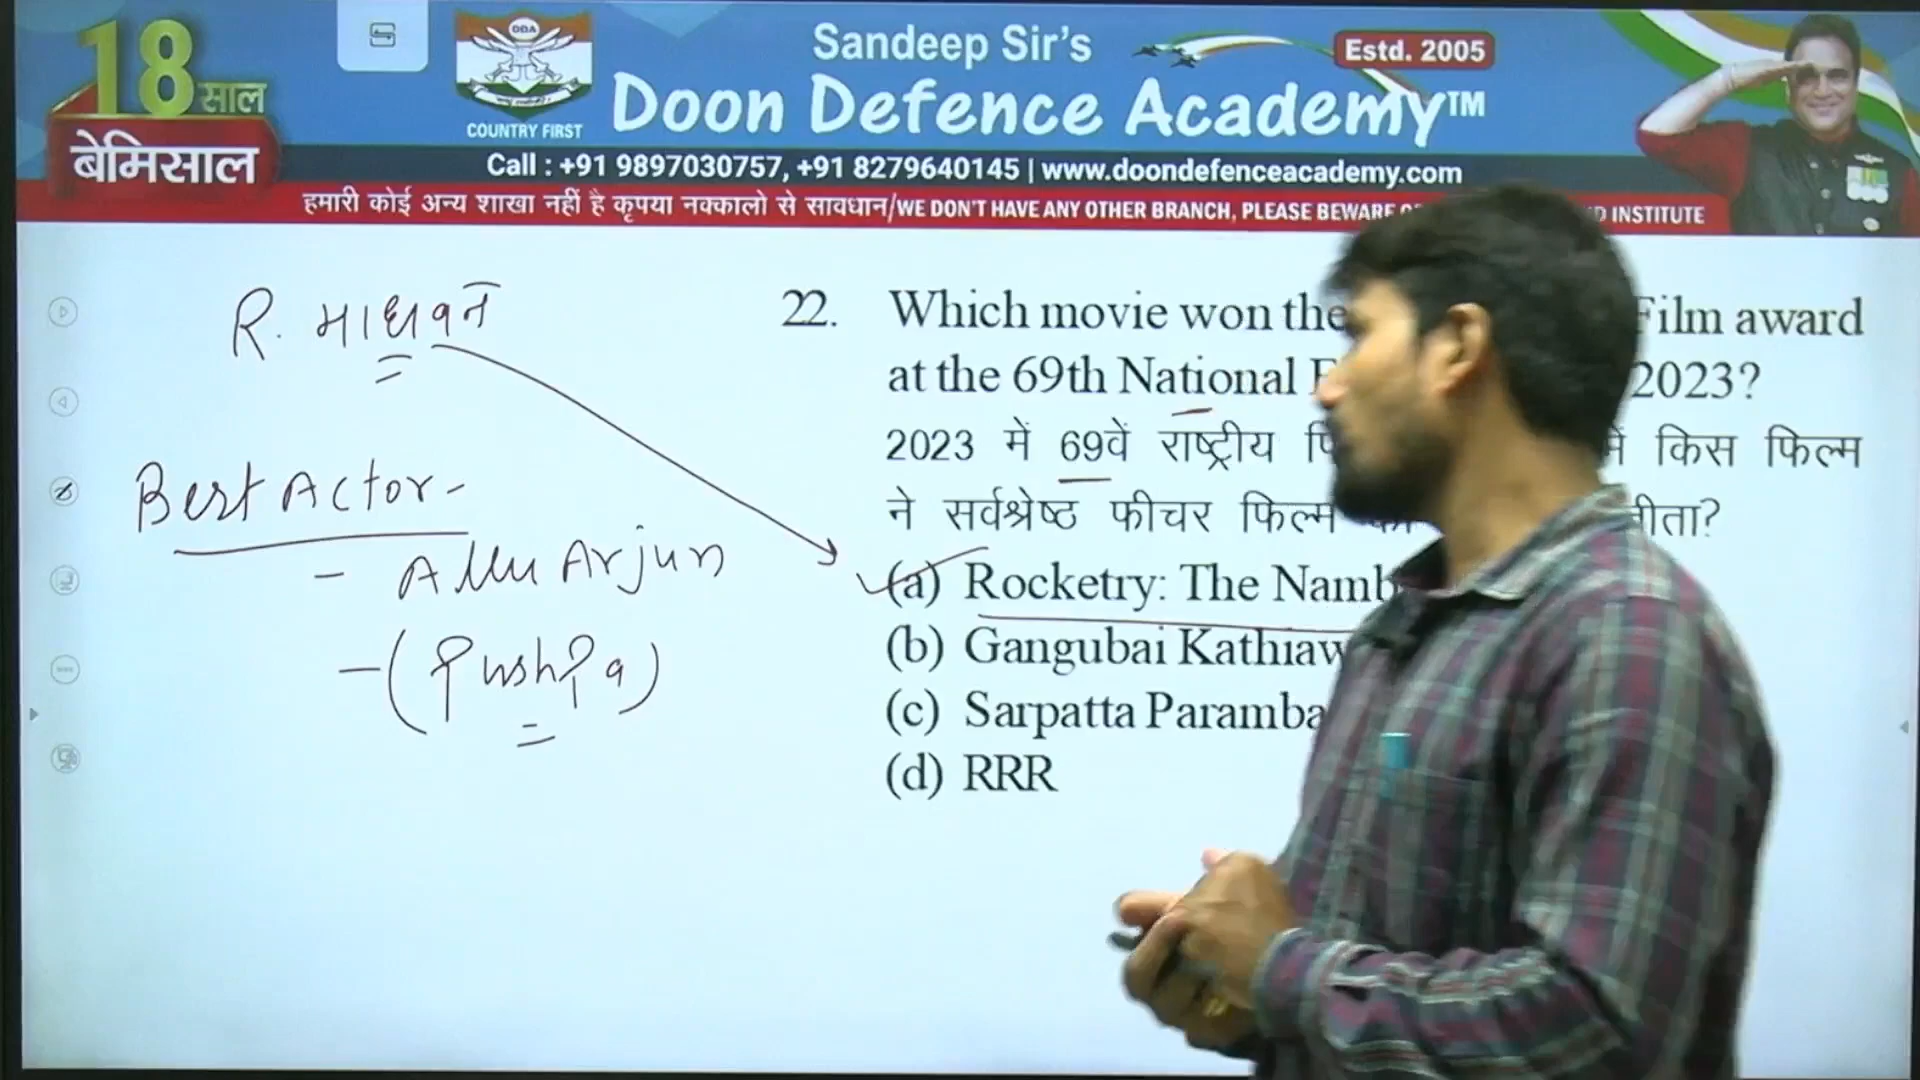 18 साल
बेमिसाल
DDA
COUNTRY FIRST
Sandeep Sir's
Estd. 2005
Doon Defence Academy™
Call : +91 9897030757, +91 8279640145 | www.doondefenceacademy.com
हमारी कोई अन्य शाखा नहीं है कृपया नक्कालो से सावधान/WE DON'T HAVE ANY OTHER BRANCH, PLEASE BEWARE INSTITUTE
R. माधवन
Best Actor -
- Allu Arjun
- (Pushpa)
22. Which movie won the Film award
at the 69th National 2023?
2023 में 69वें राष्ट्रीय में किस फिल्म
ने सर्वश्रेष्ठ फीचर फिल्म
(a) Rocketry: The
(b) Gangubai
(c) Sarpatta
(d) RRR